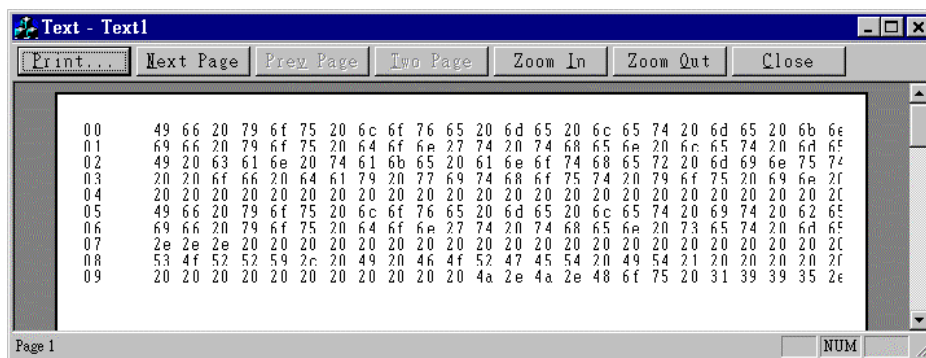 Text - Text1
Print... Next Page Prev Page Two Page Zoom In Zoom Out Close
00 49 66 20 79 6f 75 20 6c 6f 76 65 20 6d 65 20 6c 65 74 20 6d 65 20 6b 6e
01 69 66 20 79 6f 75 20 64 6f 6e 27 74 20 74 68 65 6e 20 6c 65 74 20 6d 65
02 49 20 63 61 6e 20 74 61 6b 65 20 61 6e 6f 74 68 65 72 20 6d 69 6e 75 74
03 20 20 6f 66 20 64 61 79 20 77 69 74 68 6f 75 74 20 79 6f 75 20 69 6e 20
04 20 20 20 20 20 20 20 20 20 20 20 20 20 20 20 20 20 20 20 20 20 20 20 20
05 49 66 20 79 6f 75 20 6c 6f 76 65 20 6d 65 20 6c 65 74 20 69 74 20 62 65
06 69 66 20 79 6f 75 20 64 6f 6e 27 74 20 74 68 65 6e 20 73 65 74 20 6d 65
07 2e 2e 2e 20 20 20 20 20 20 20 20 20 20 20 20 20 20 20 20 20 20 20 20 20
08 53 4f 52 52 59 2c 20 49 20 46 4f 52 47 45 54 20 49 54 21 20 20 20 20 20
09 20 20 20 20 20 20 20 20 20 20 20 4a 2e 4a 2e 48 6f 75 20 31 39 39 35 2e
Page 1 NUM